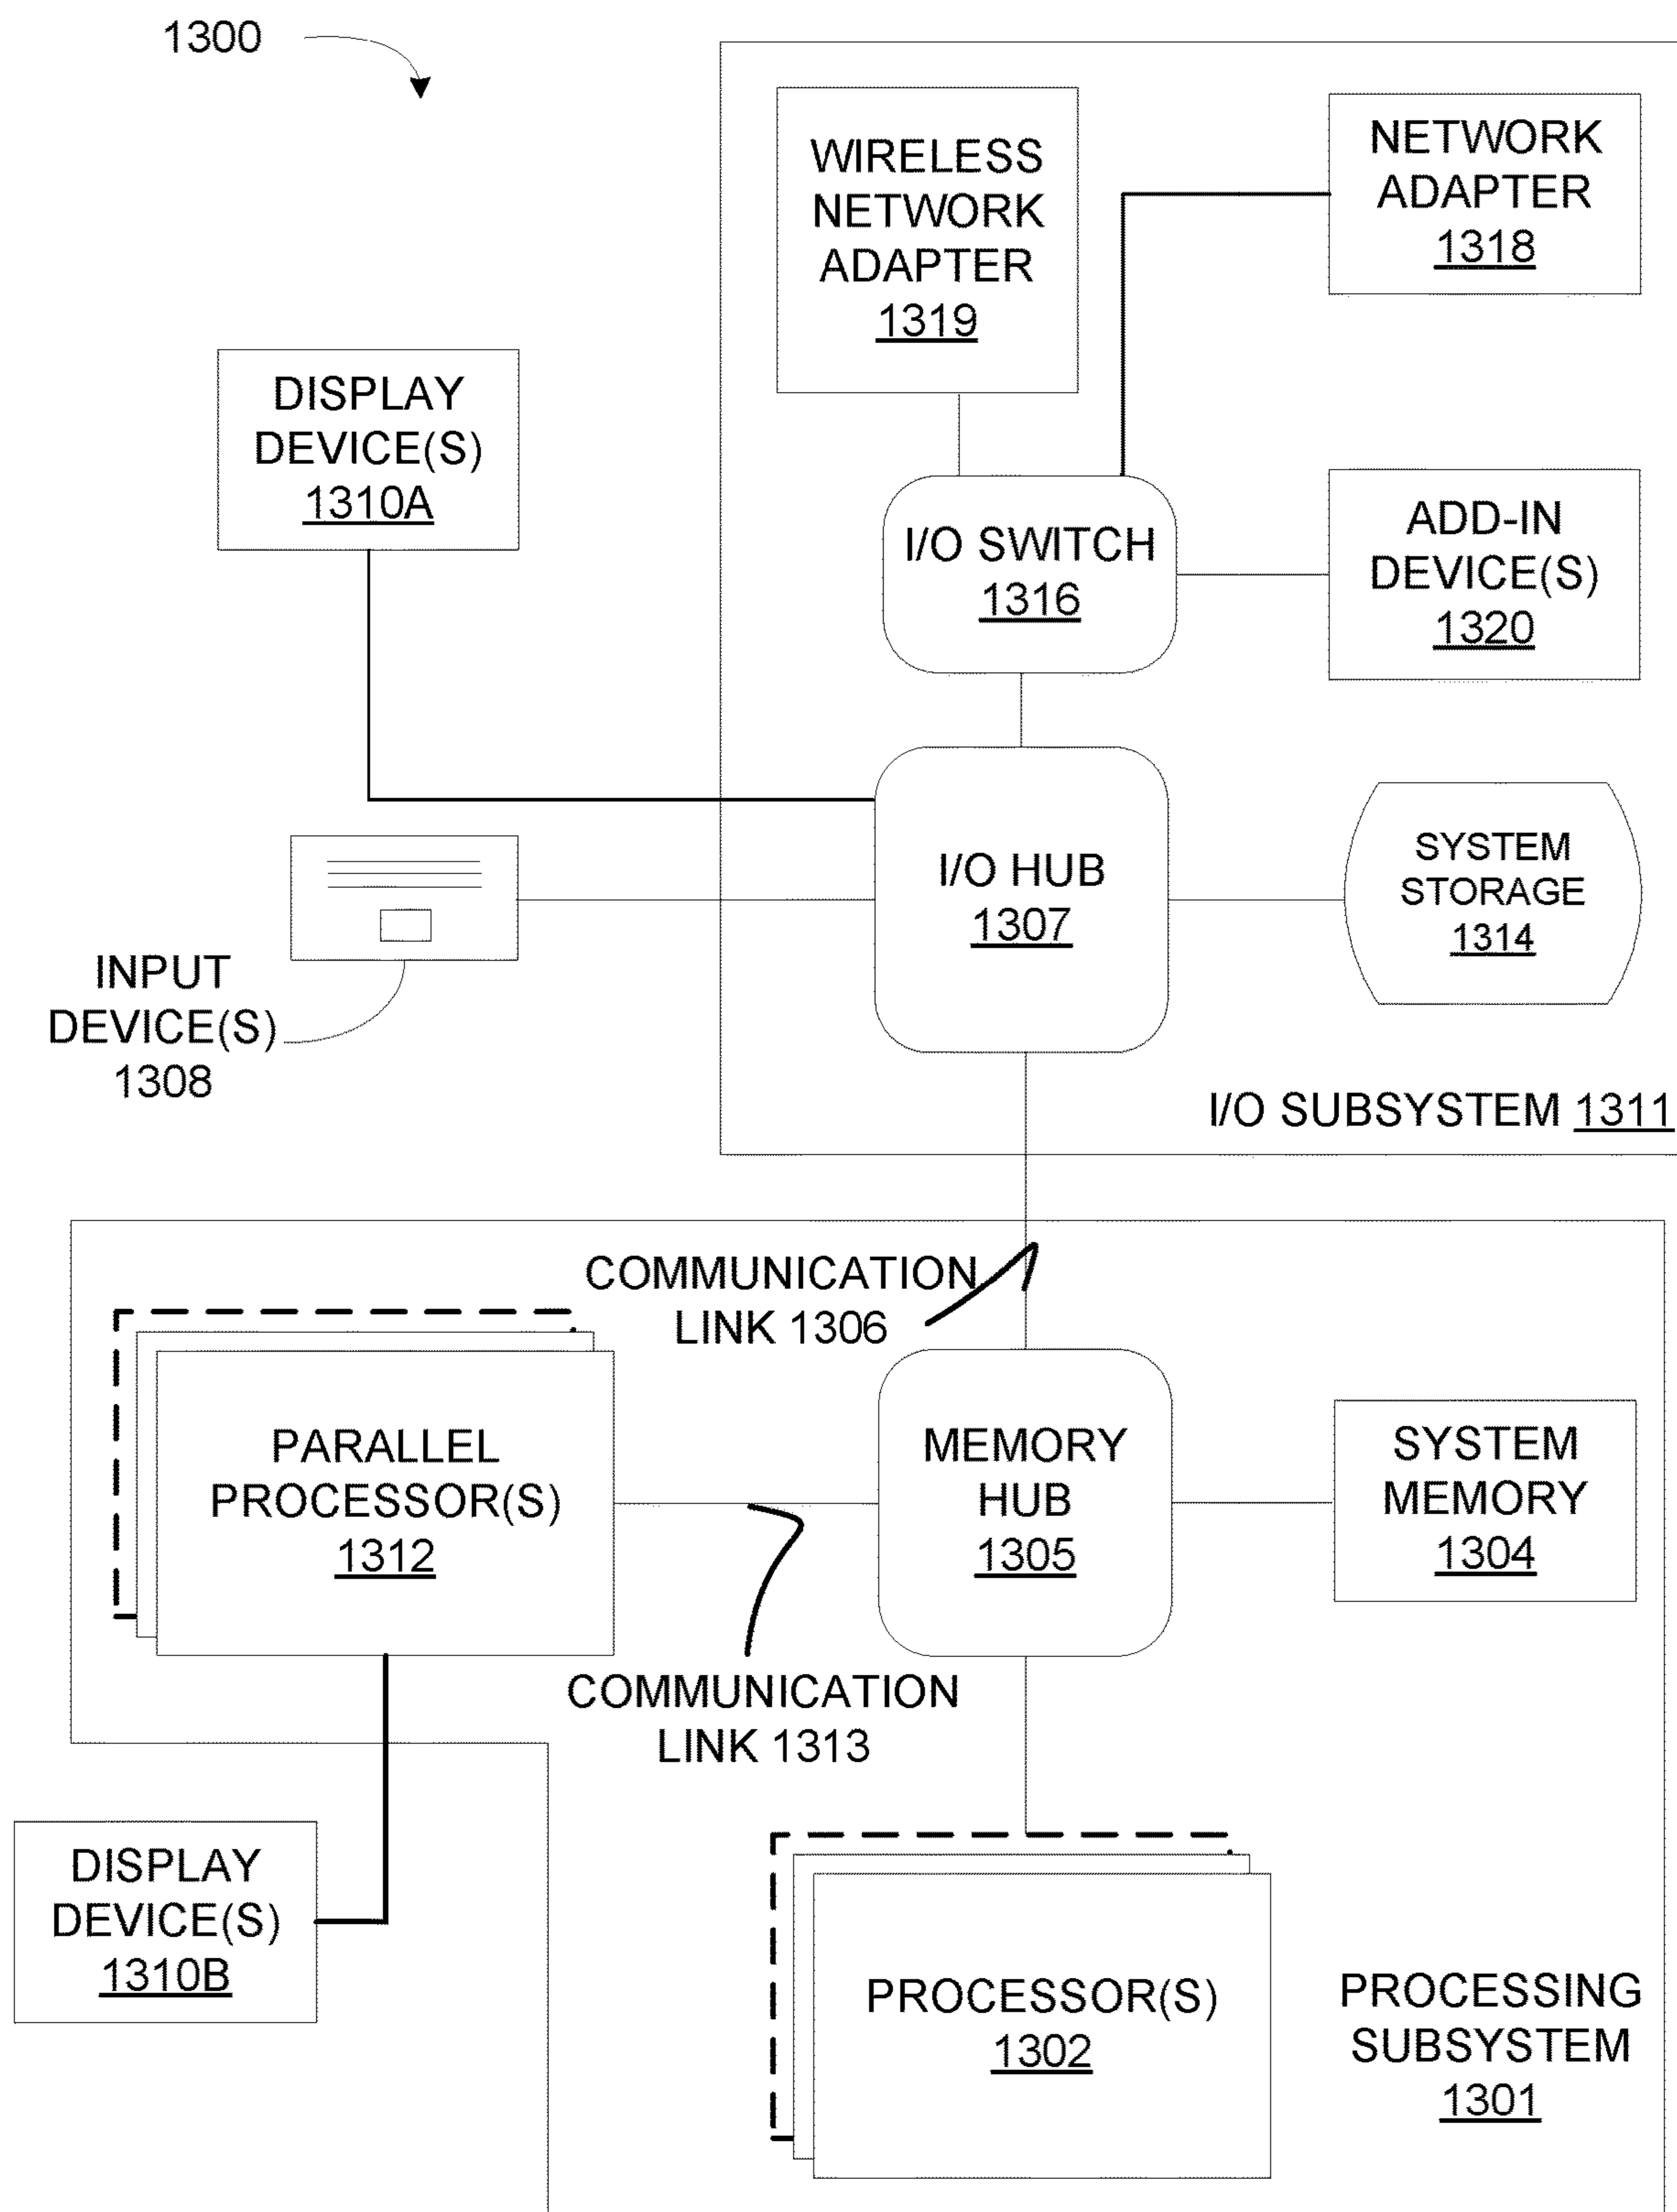 1300
WIRELESS
NETWORK
ADAPTER
1319
NETWORK
ADAPTER
1318
DISPLAY
DEVICE(S)
1310A
I/O SWITCH
1316
ADD-IN
DEVICE(S)
1320
I/O HUB
1307
SYSTEM
STORAGE
1314
INPUT
DEVICE(S)
1308
I/O SUBSYSTEM 1311
COMMUNICATION
LINK 1306
PARALLEL
PROCESSOR(S)
1312
MEMORY
HUB
1305
SYSTEM
MEMORY
1304
COMMUNICATION
LINK 1313
DISPLAY
DEVICE(S)
1310B
PROCESSOR(S)
1302
PROCESSING
SUBSYSTEM
1301